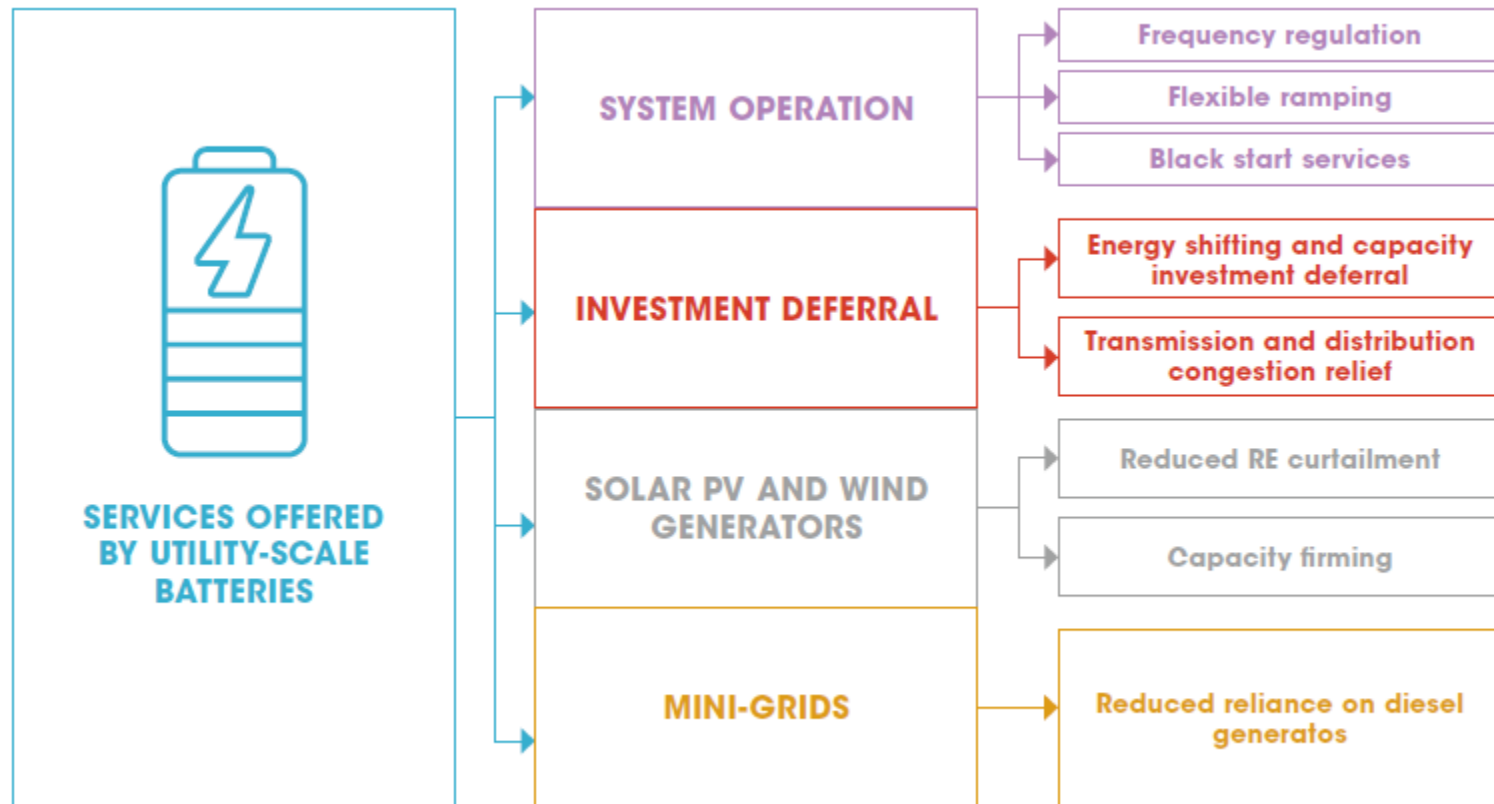 SERVICES OFFERED
BY UTILITY-SCALE
BATTERIES
SYSTEM OPERATION
Frequency regulation
Flexible ramping
Black start services
INVESTMENT DEFERRAL
Energy shifting and capacity
investment deferral
Transmission and distribution
congestion relief
SOLAR PV AND WIND
GENERATORS
Reduced RE curtailment
Capacity firming
MINI-GRIDS
Reduced reliance on diesel
generatos